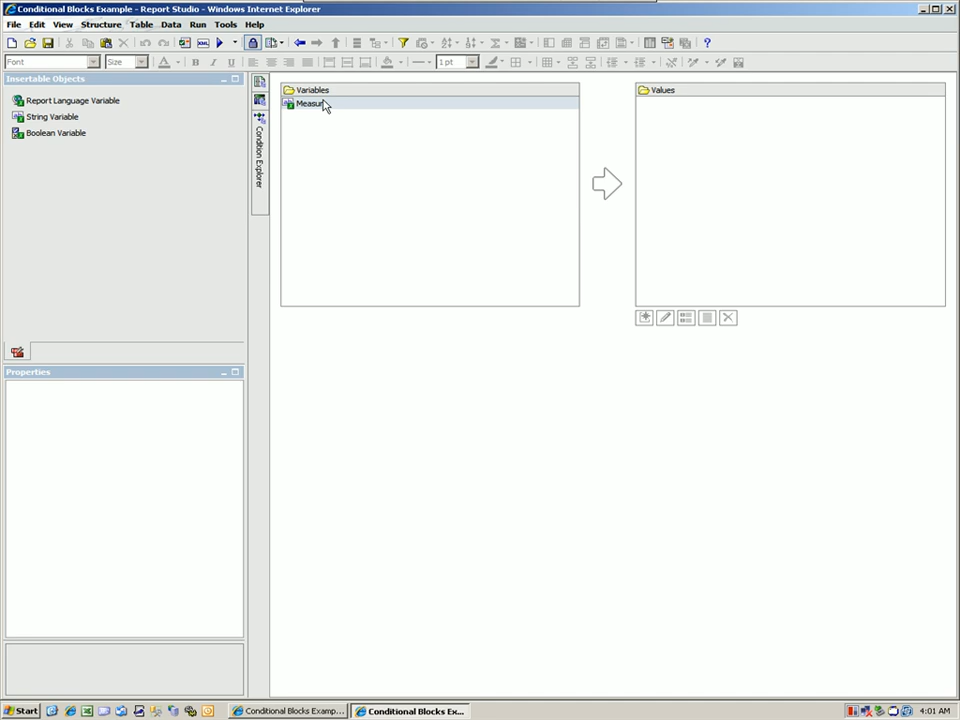 Conditional Blocks Example - Report Studio - Windows Internet Explorer
File Edit View Structure Table Data Run Tools Help
Font Size 1 pt
Insertable Objects
Report Language Variable
String Variable
Boolean Variable
Condition Explorer
Variables
Values
Properties
Start Conditional Blocks Examp... Conditional Blocks Ex... 4:01 AM